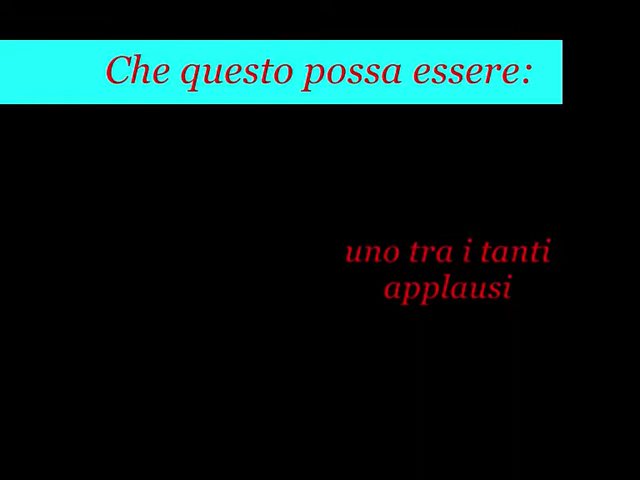 Che questo possa essere:
uno tra i tanti
applausi